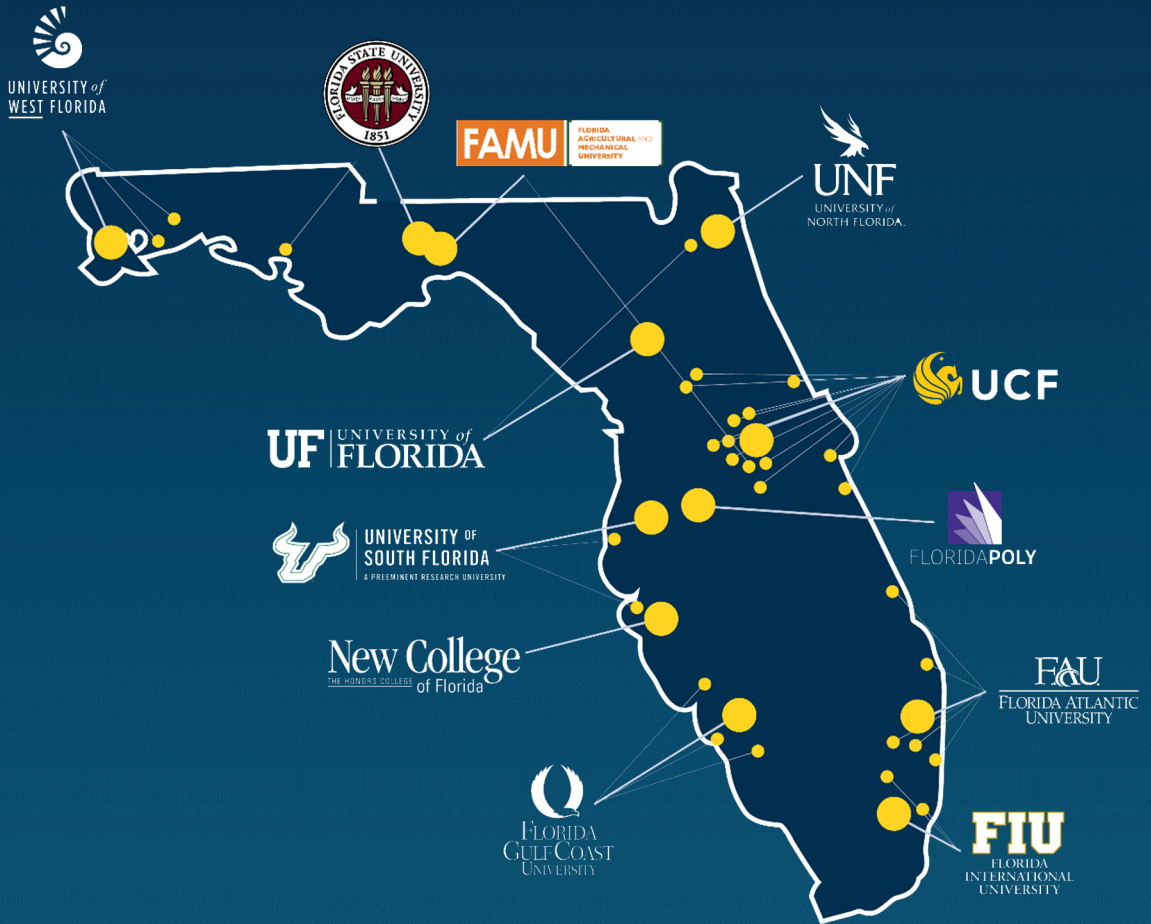 UNIVERSITY of
WEST FLORIDA
FLORIDA STATE UNIVERSITY
1851
FAMU
FLORIDA
AGRICULTURAL AND
MECHANICAL
UNIVERSITY
UNF
UNIVERSITY of
NORTH FLORIDA.
UCF
UF
UNIVERSITY of
FLORIDA
UNIVERSITY OF
SOUTH FLORIDA
A PREEMINENT RESEARCH UNIVERSITY
FLORIDAPOLY
New College
THE HONORS COLLEGE
of Florida
FAU
FLORIDA ATLANTIC
UNIVERSITY
FLORIDA
GULF COAST
UNIVERSITY
FIU
FLORIDA
INTERNATIONAL
UNIVERSITY